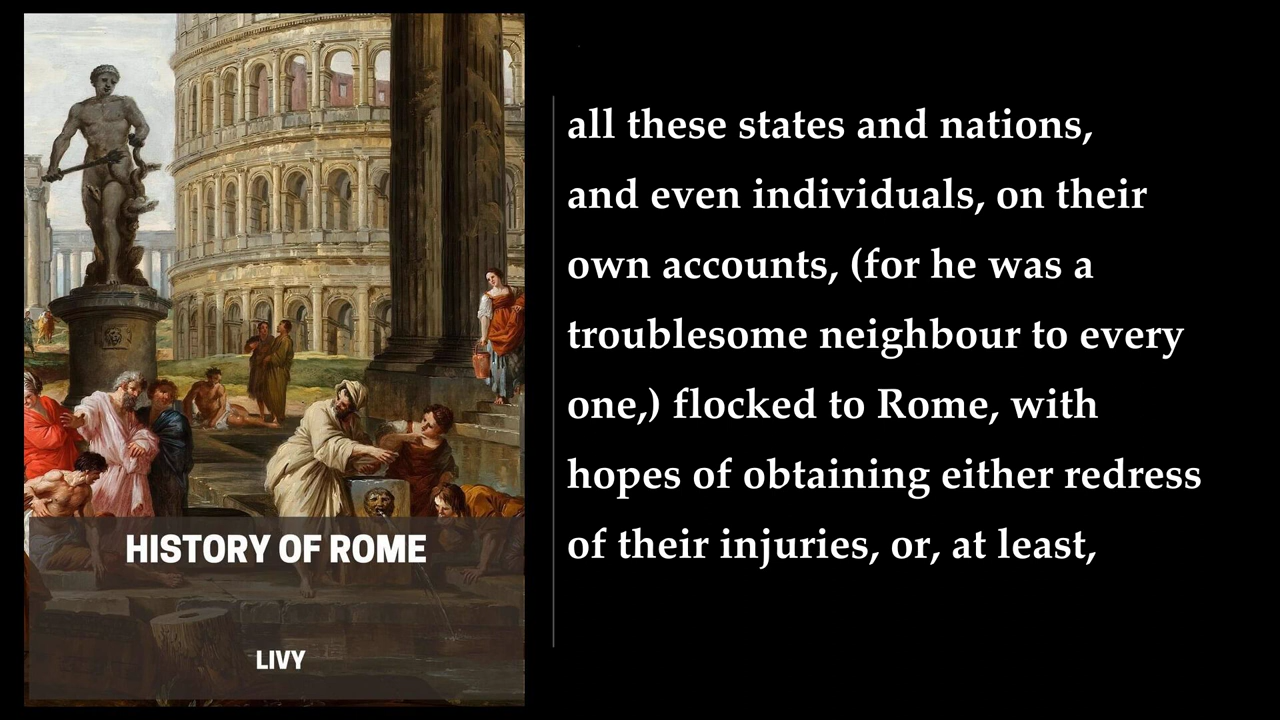 HISTORY OF ROME
LIVY
all these states and nations,
and even individuals, on their
own accounts, (for he was a
troublesome neighbour to every
one,) flocked to Rome, with
hopes of obtaining either redress
of their injuries, or, at least,